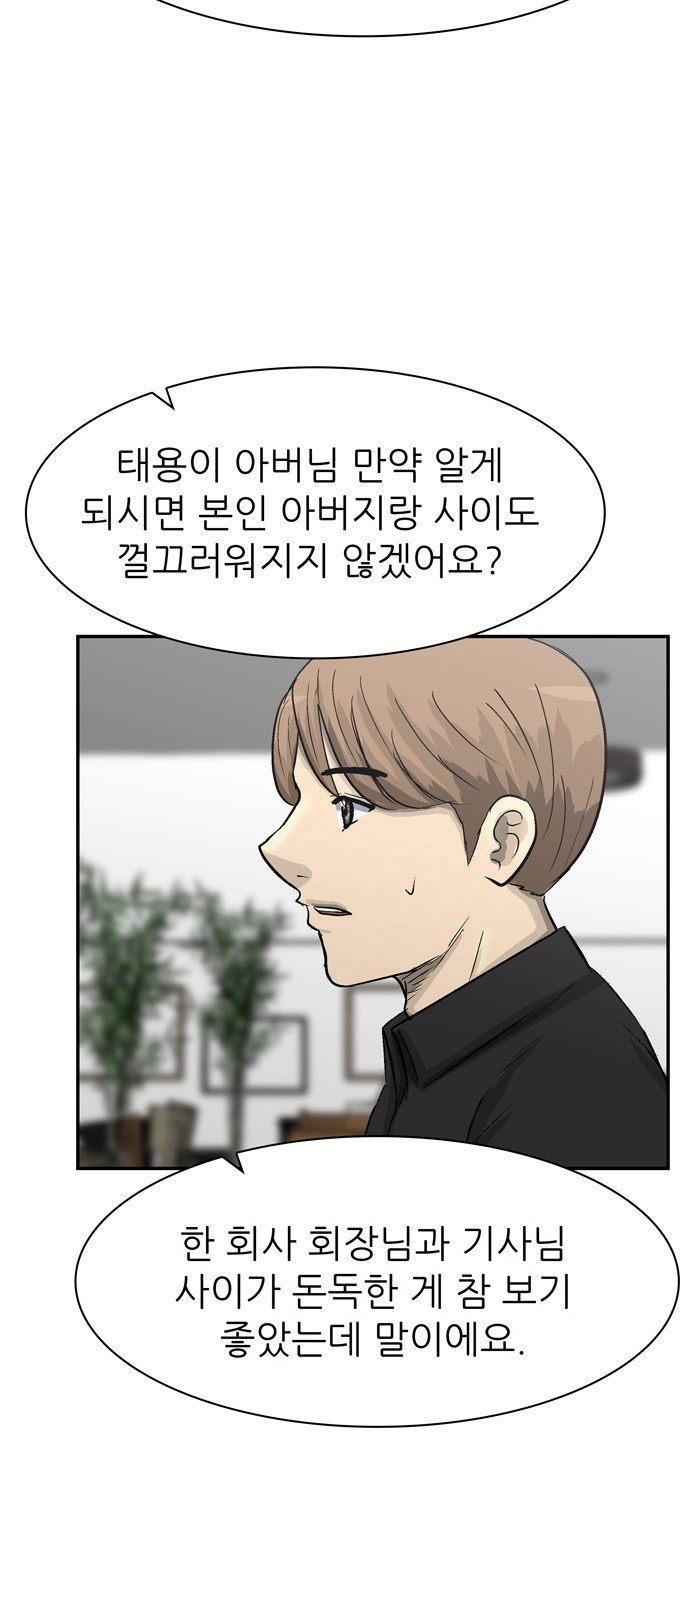 태용이 아버님 만약 알게
되시면 본인 아버지랑 사이도
껄끄러워지지 않겠어요?
한 회사 회장님과 기사님
사이가 돈독한 게 참 보기
좋았는데 말이에요.